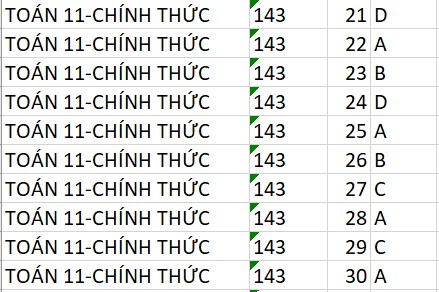 TOÁN 11-CHÍNH THỨC 143 21 D
TOÁN 11-CHÍNH THỨC 143 22 A
TOÁN 11-CHÍNH THỨC 143 23 B
TOÁN 11-CHÍNH THỨC 143 24 D
TOÁN 11-CHÍNH THỨC 143 25 A
TOÁN 11-CHÍNH THỨC 143 26 B
TOÁN 11-CHÍNH THỨC 143 27 C
TOÁN 11-CHÍNH THỨC 143 28 A
TOÁN 11-CHÍNH THỨC 143 29 C
TOÁN 11-CHÍNH THỨC 143 30 A